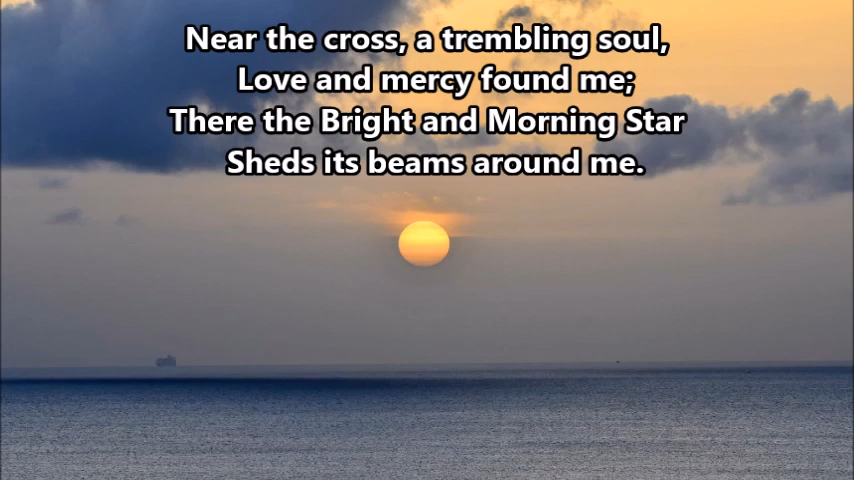 Near the cross, a trembling soul,
Love and mercy found me;
There the Bright and Morning Star
Sheds its beams around me.